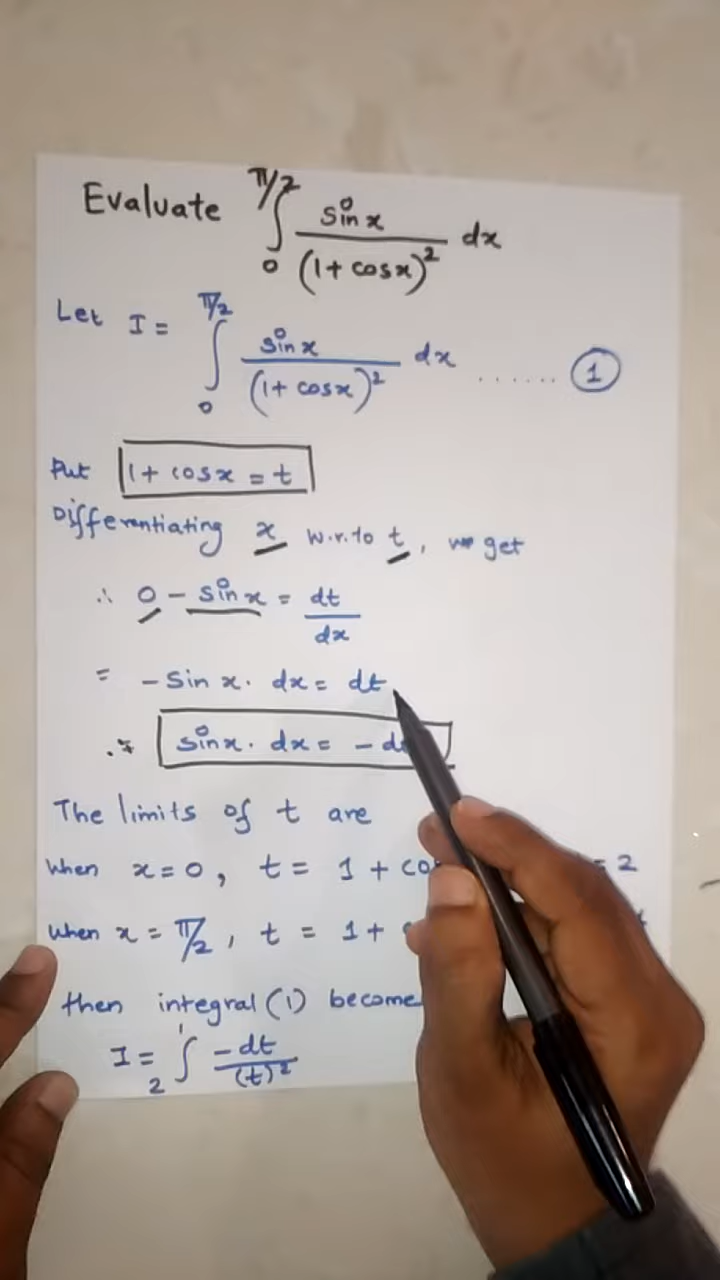 Evaluate ∫₀^{π/2} sin x / (1 + cos x)² dx
Let I = ∫₀^{π/2} sin x / (1 + cos x)² dx ....... ①
Put 1 + cos x = t
Differentiating x w.r.to t, we get
∴ 0 - sin x = dt/dx
= - sin x . dx = dt
∴ sin x . dx = -
The limits of t are
When x = 0, t = 1 + = 2
When x = π/2, t = 1 +
then integral (1)
I = ∫₂¹ -dt / (t)²